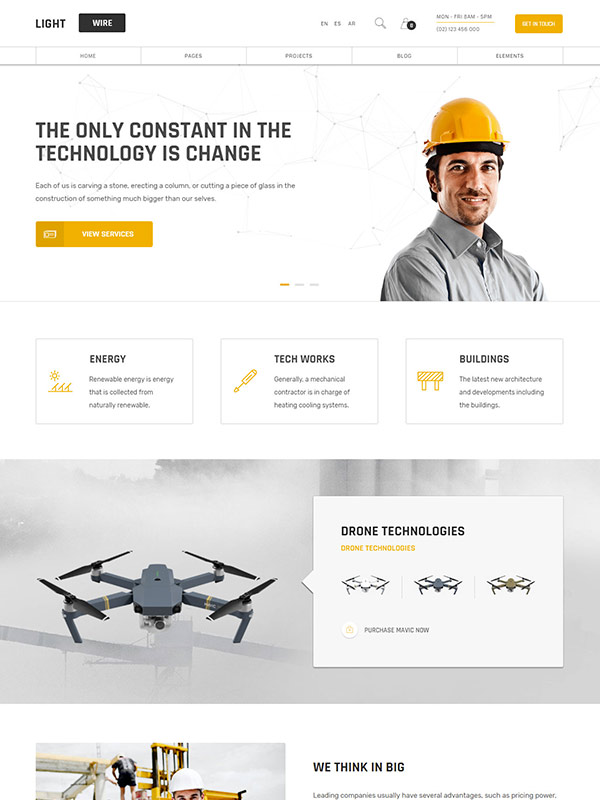 LIGHT WIRE
EN ES AR
0
MON - FRI 8AM - 5PM
(02) 123 456 000
GET IN TOUCH
HOME PAGES PROJECTS BLOG ELEMENTS
THE ONLY CONSTANT IN THE
TECHNOLOGY IS CHANGE
Each of us is carving a stone, erecting a column, or cutting a piece of glass in the
construction of something much bigger than our selves.
VIEW SERVICES
ENERGY
Renewable energy is energy
that is collected from
naturally renewable.
TECH WORKS
Generally, a mechanical
contractor is in charge of
heating cooling systems.
BUILDINGS
The latest new architecture
and developments including
the buildings.
DRONE TECHNOLOGIES
DRONE TECHNOLOGIES
PURCHASE MAVIC NOW
WE THINK IN BIG
Leading companies usually have several advantages, such as pricing power,